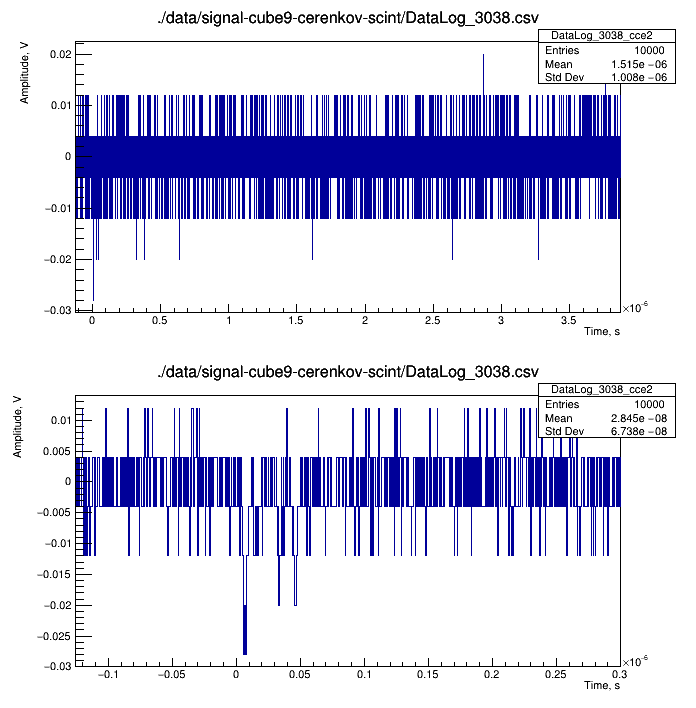 ./data/signal-cube9-cerenkov-scint/DataLog_3038.csv
DataLog_3038_cce2
Entries 10000
Mean 1.515e −06
Std Dev 1.008e −06
Amplitude, V
0.02
0.01
0
−0.01
−0.02
−0.03
0 0.5 1 1.5 2 2.5 3 3.5
×10^−6
Time, s
./data/signal-cube9-cerenkov-scint/DataLog_3038.csv
DataLog_3038_cce2
Entries 10000
Mean 2.845e −08
Std Dev 6.738e −08
Amplitude, V
0.01
0.005
0
−0.005
−0.01
−0.015
−0.02
−0.025
−0.03
−0.1 −0.05 0 0.05 0.1 0.15 0.2 0.25 0.3
×10^−6
Time, s